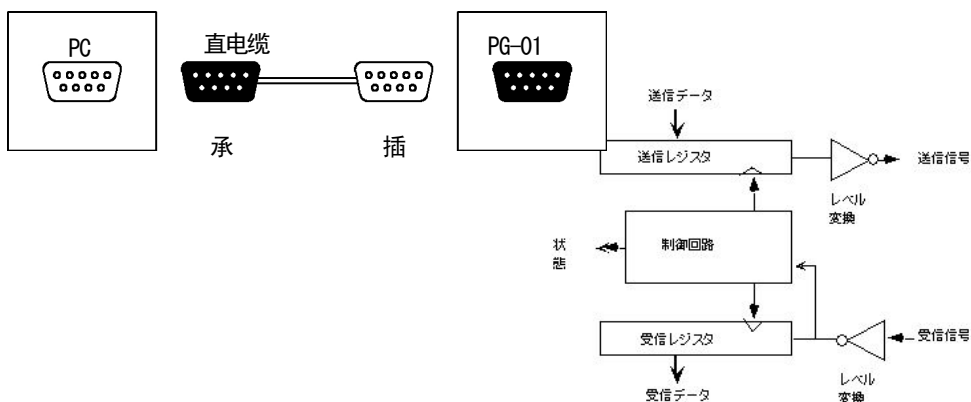 PC
直电缆
PG-01
承
插
送信データ
送信レジスタ
送信信号
レベル
変換
状
態
制御回路
受信レジスタ
受信信号
受信データ
レベル
変換